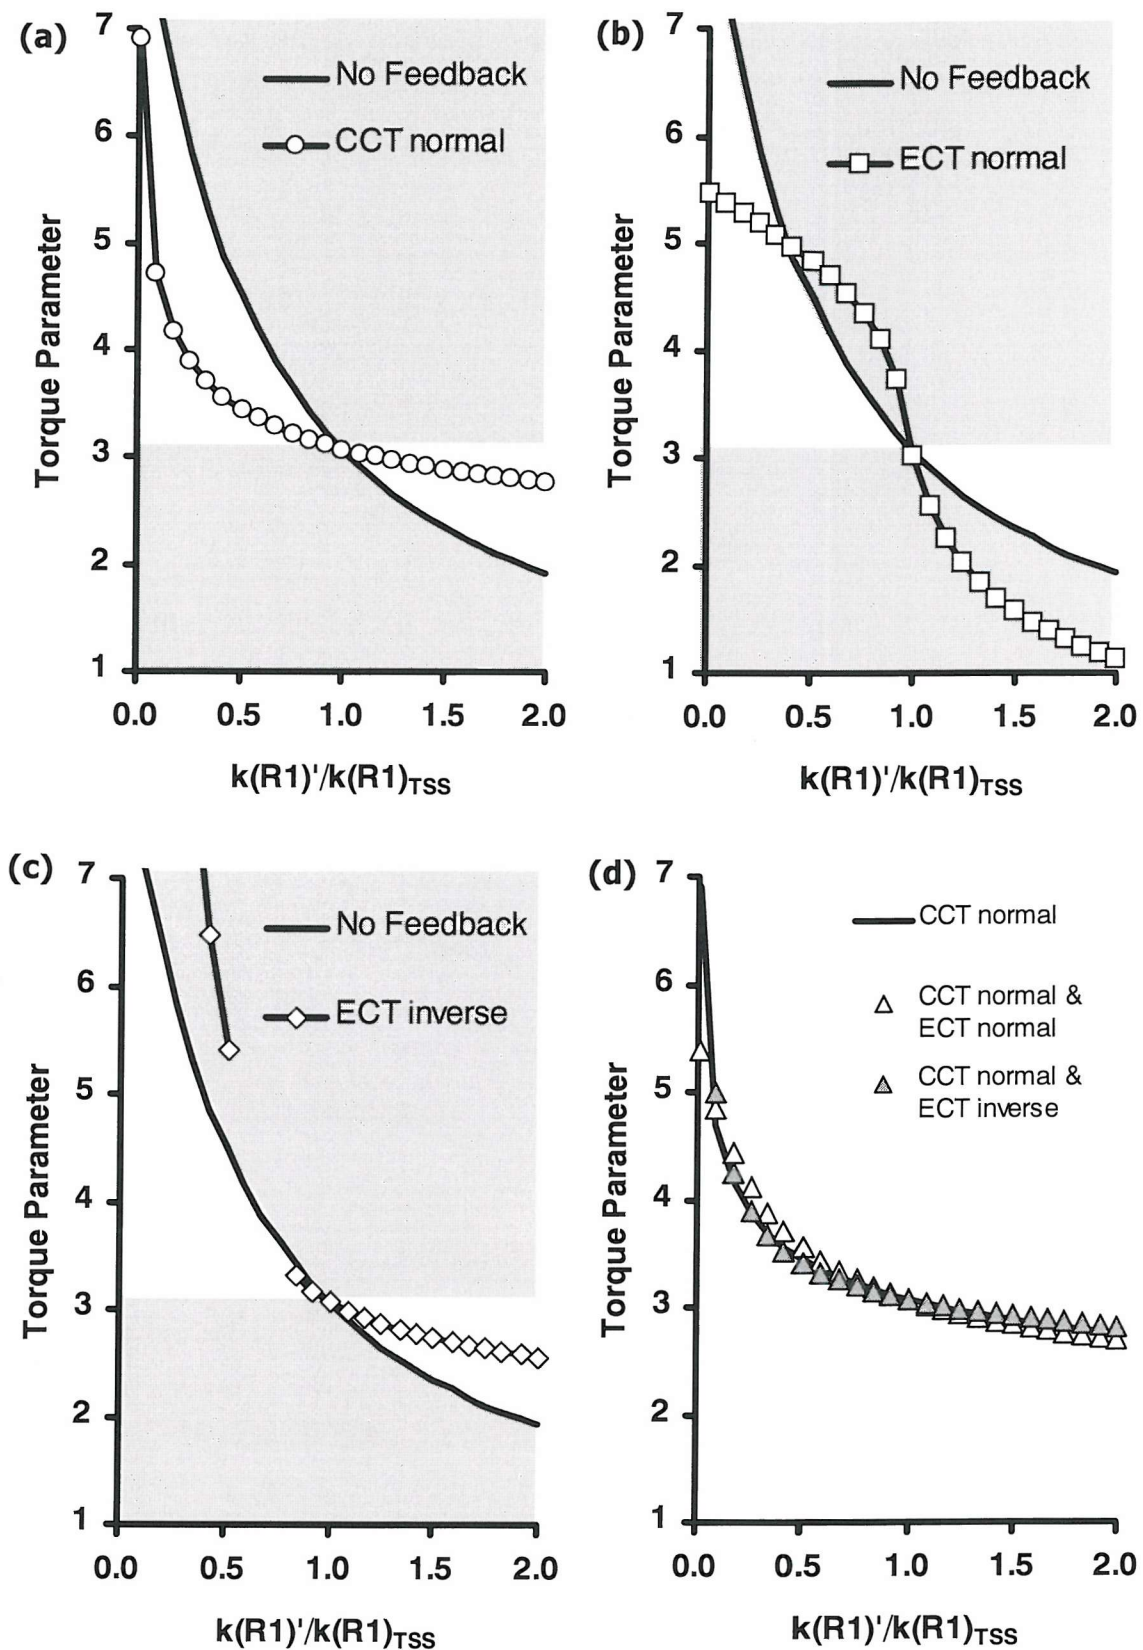 (a)
Torque Parameter
7
6
5
4
3
2
1
No Feedback
CCT normal
0.0 0.5 1.0 1.5 2.0
k(R1)'/k(R1)TSS
(b)
Torque Parameter
7
6
5
4
3
2
1
No Feedback
ECT normal
0.0 0.5 1.0 1.5 2.0
k(R1)'/k(R1)TSS
(c)
Torque Parameter
7
6
5
4
3
2
1
No Feedback
ECT inverse
0.0 0.5 1.0 1.5 2.0
k(R1)'/k(R1)TSS
(d)
Torque Parameter
7
6
5
4
3
2
1
CCT normal
CCT normal &
ECT normal
CCT normal &
ECT inverse
0.0 0.5 1.0 1.5 2.0
k(R1)'/k(R1)TSS